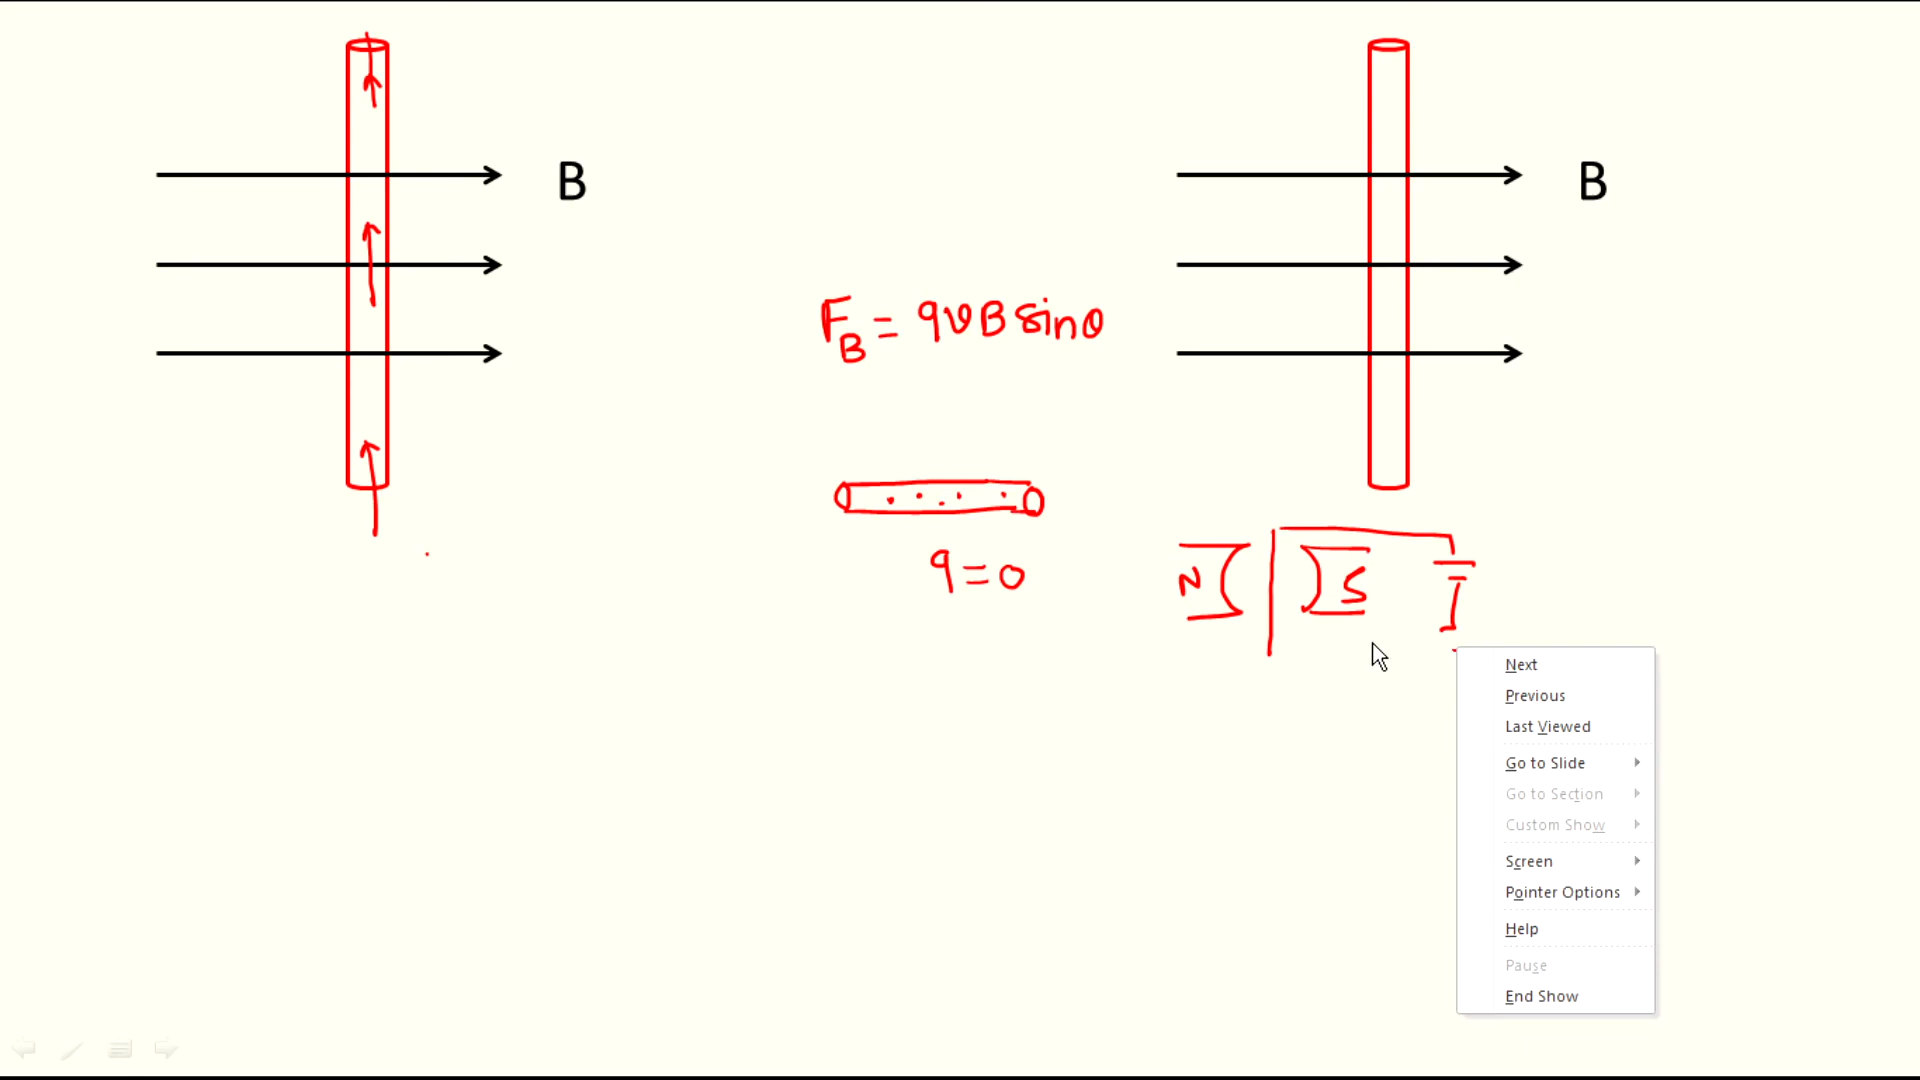 B
B
F_B = qvB sinθ
q = 0
N
S
Next
Previous
Last Viewed
Go to Slide
Go to Section
Custom Show
Screen
Pointer Options
Help
Pause
End Show